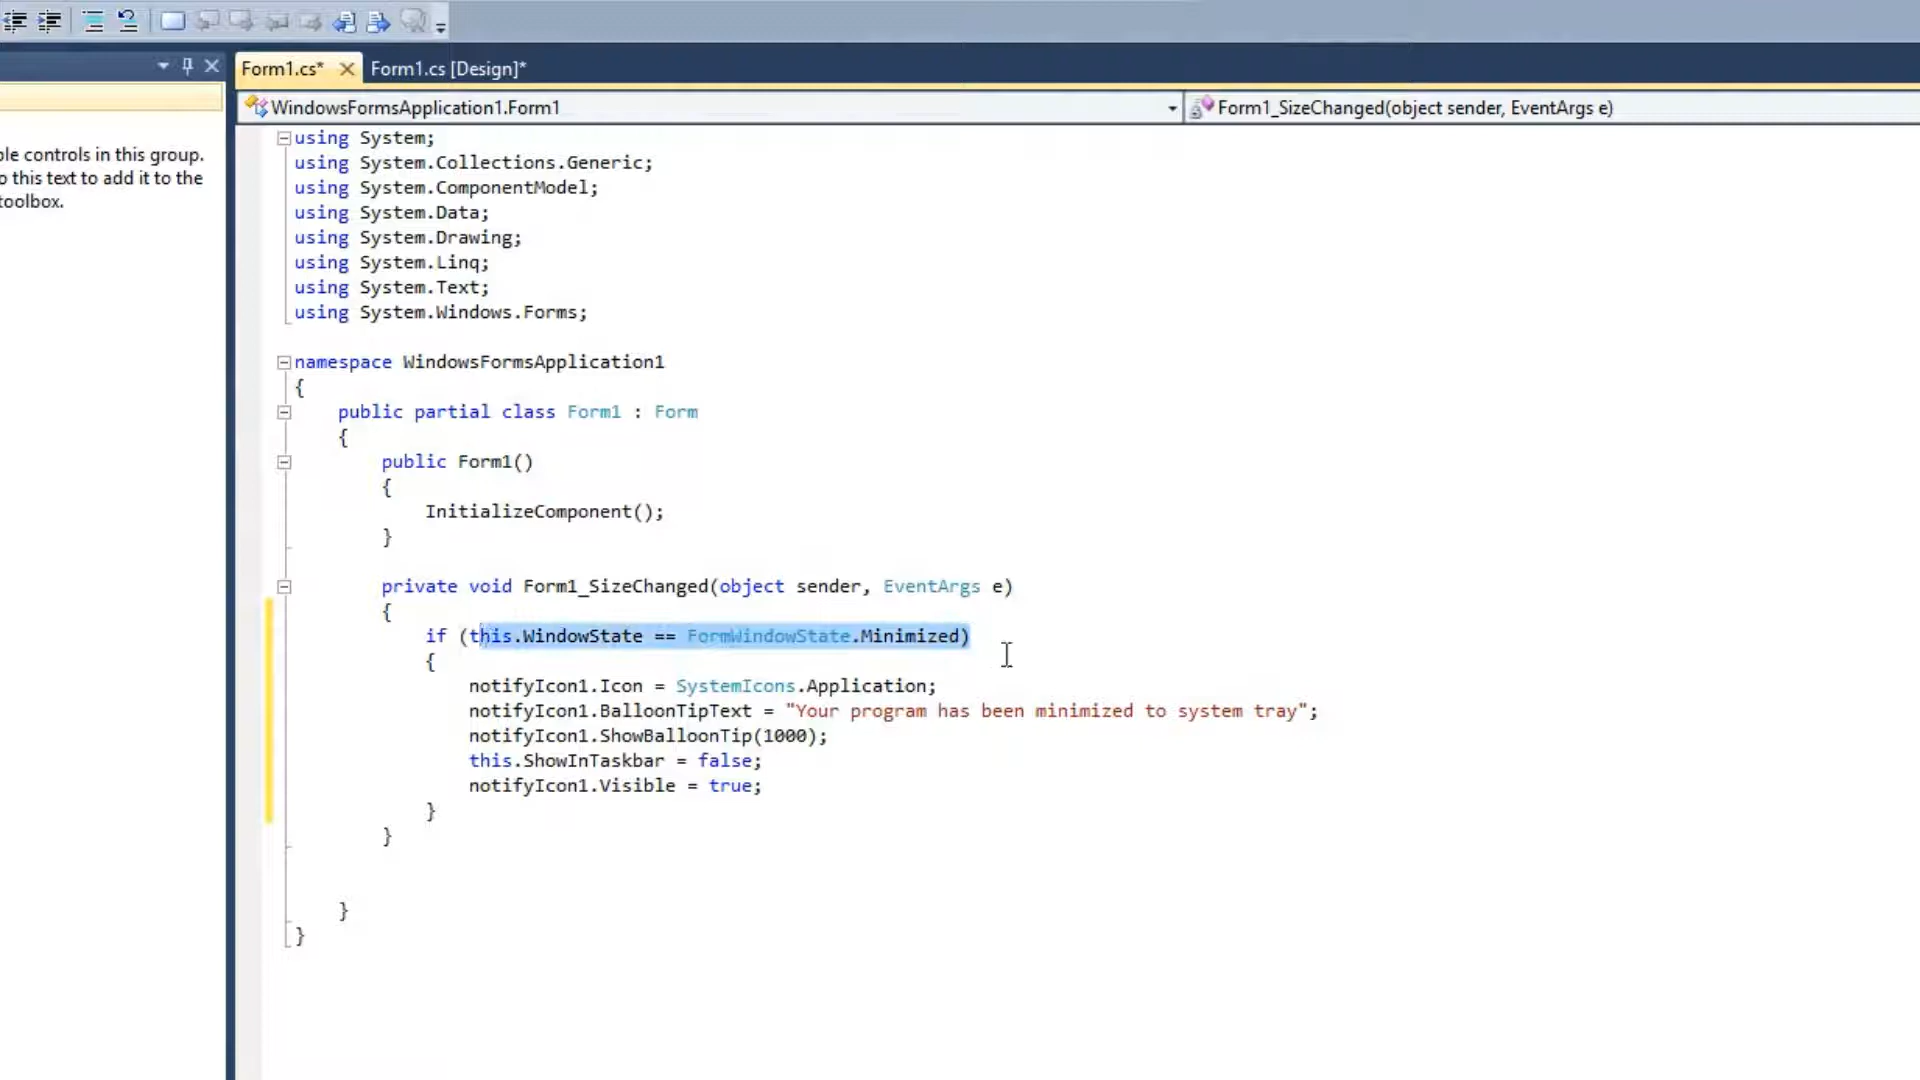 Form1.cs* Form1.cs [Design]*
WindowsFormsApplication1.Form1 Form1_SizeChanged(object sender, EventArgs e)
ble controls in this group.
o this text to add it to the
toolbox.
using System;
using System.Collections.Generic;
using System.ComponentModel;
using System.Data;
using System.Drawing;
using System.Linq;
using System.Text;
using System.Windows.Forms;
namespace WindowsFormsApplication1
{
public partial class Form1 : Form
{
public Form1()
{
InitializeComponent();
}
private void Form1_SizeChanged(object sender, EventArgs e)
{
if (this.WindowState == FormWindowState.Minimized)
{
notifyIcon1.Icon = SystemIcons.Application;
notifyIcon1.BalloonTipText = "Your program has been minimized to system tray";
notifyIcon1.ShowBalloonTip(1000);
this.ShowInTaskbar = false;
notifyIcon1.Visible = true;
}
}
}
}